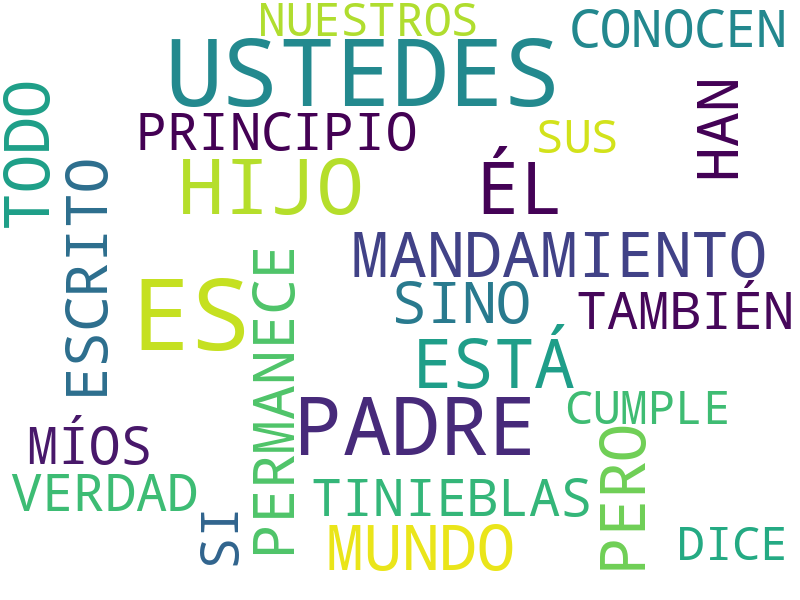 NUESTROS
CONOCEN
USTEDES
TODO
HAN
PRINCIPIO
SUS
HIJO
ÉL
ESCRITO
MANDAMIENTO
PERMANECE
ES
SINO
TAMBIÉN
ESTÁ
PADRE
CUMPLE
MÍOS
PERO
VERDAD
TINIEBLAS
SI
MUNDO
DICE